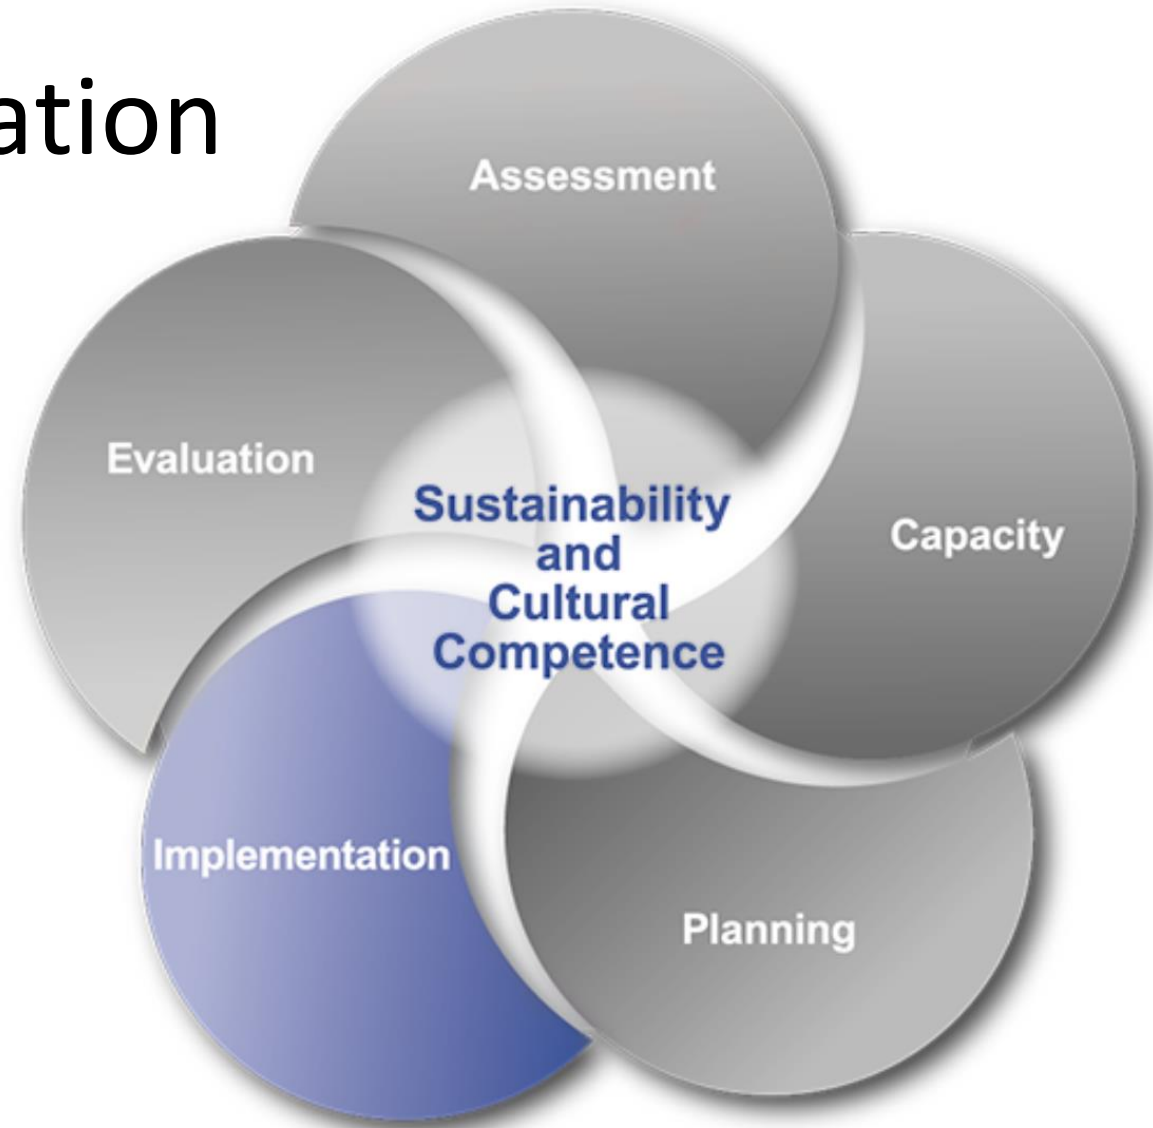 ation
Assessment
Evaluation
Capacity
Sustainability
and
Cultural
Competence
Implementation
Planning